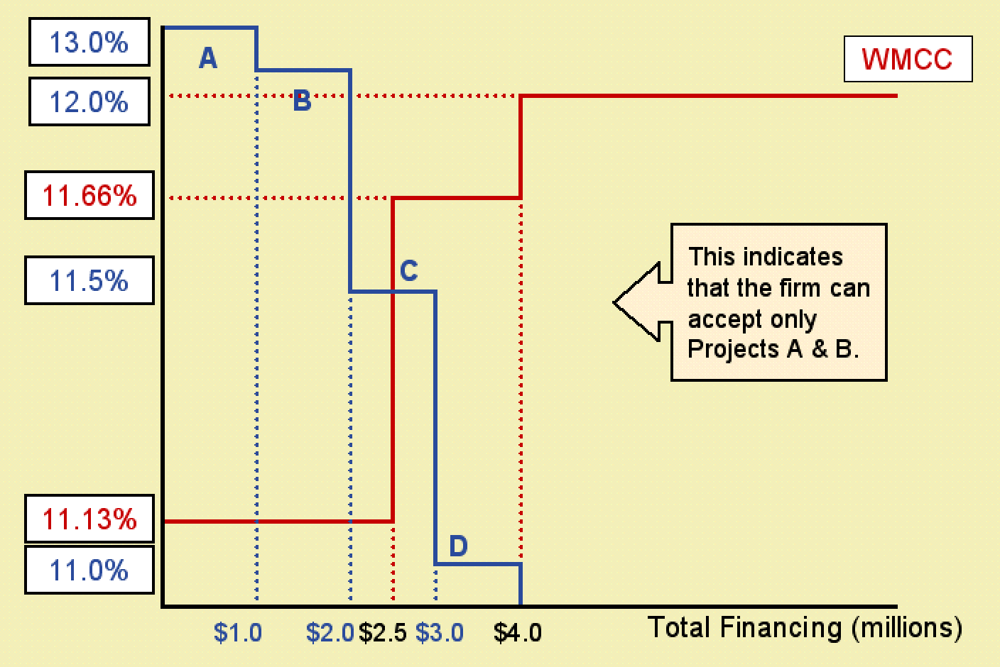 13.0%
A
WMCC
12.0%
B
11.66%
11.5%
C
This indicates
that the firm can
accept only
Projects A & B.
11.13%
D
11.0%
$1.0 $2.0 $2.5 $3.0 $4.0 Total Financing (millions)